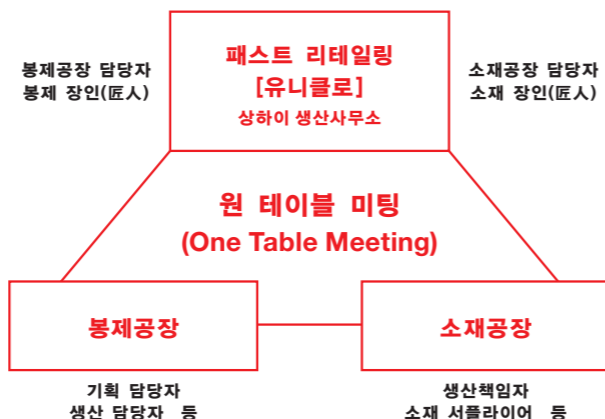 패스트 리테일링
[유니클로]
상하이 생산사무소
봉제공장 담당자
봉제 장인(匠人)
소재공장 담당자
소재 장인(匠人)
원 테이블 미팅
(One Table Meeting)
봉제공장
소재공장
기획 담당자
생산 담당자 등
생산책임자
소재 서플라이어 등